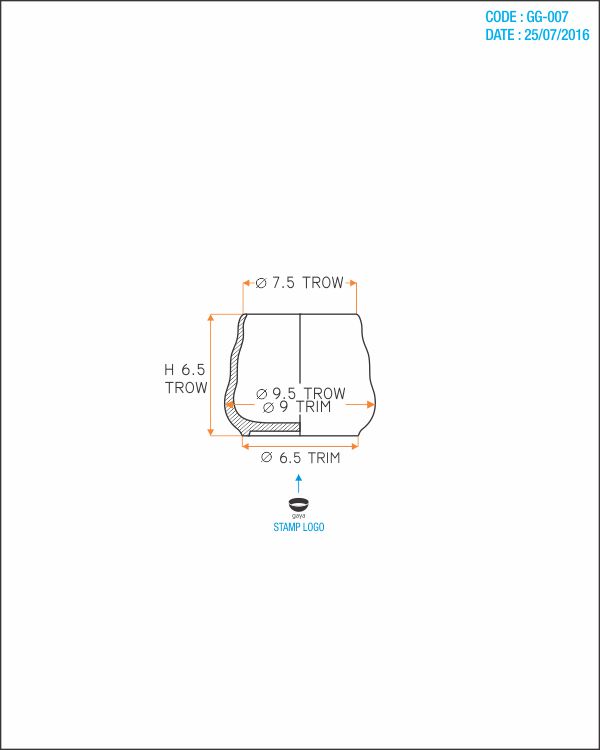 CODE : GG-007
DATE : 25/07/2016
Ø 7.5 TROW
H 6.5
TROW
Ø 9.5 TROW
Ø 9 TRIM
Ø 6.5 TRIM
gaya
STAMP LOGO